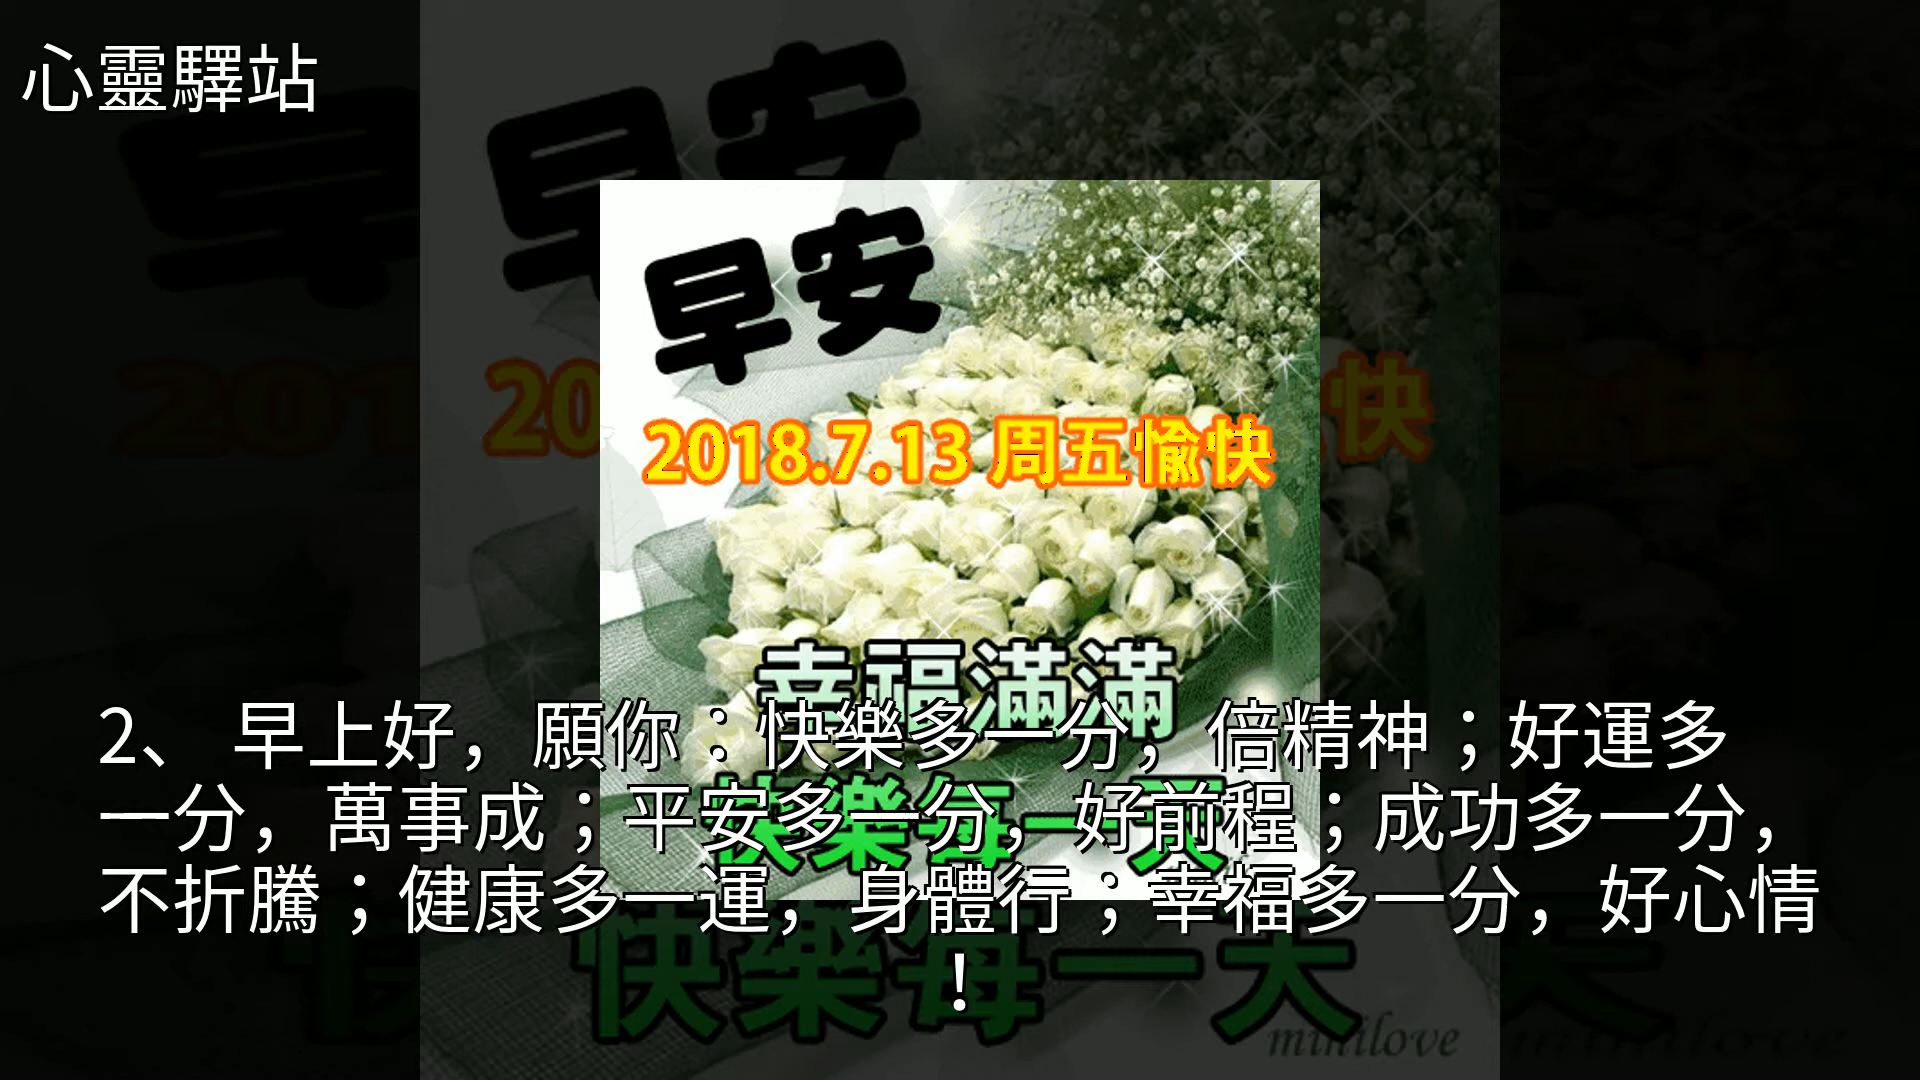 心靈驛站
早安
2018.7.13 周五愉快
幸福滿滿
快樂每一天
2、 早上好，願你：快樂多一分，倍精神；好運多
一分，萬事成；平安多一分，好前程；成功多一分，
不折騰；健康多一運，身體行；幸福多一分，好心情
！
minilove